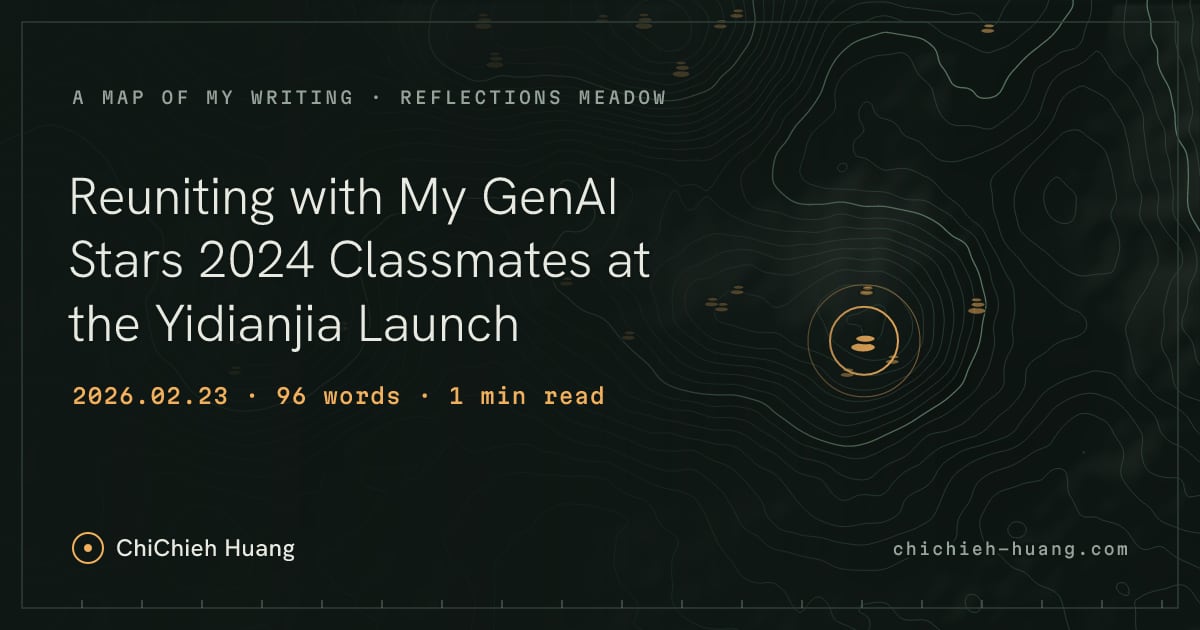 A MAP OF MY WRITING · REFLECTIONS MEADOW
Reuniting with My GenAI
Stars 2024 Classmates at
the Yidianjia Launch
2026.02.23 · 96 words · 1 min read
ChiChieh Huang
chichieh-huang.com